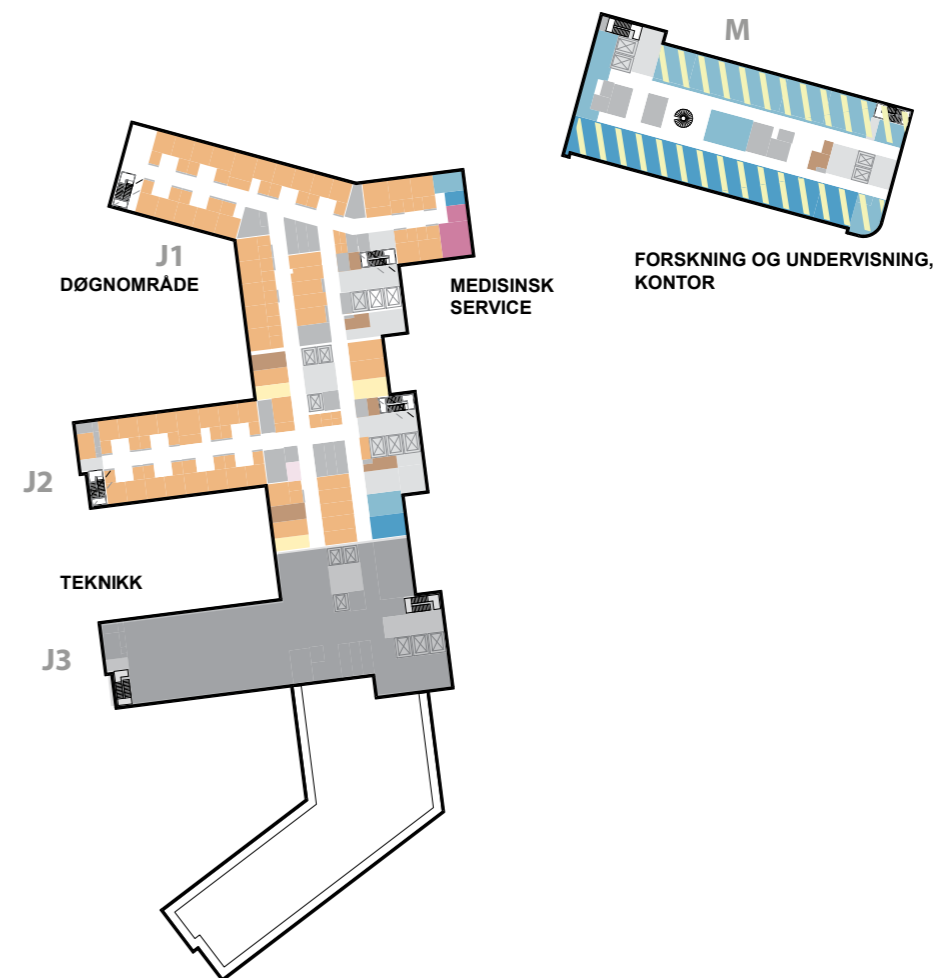 M
J1
DØGNOMRÅDE
MEDISINSK
SERVICE
FORSKNING OG UNDERVISNING,
KONTOR
J2
TEKNIKK
J3